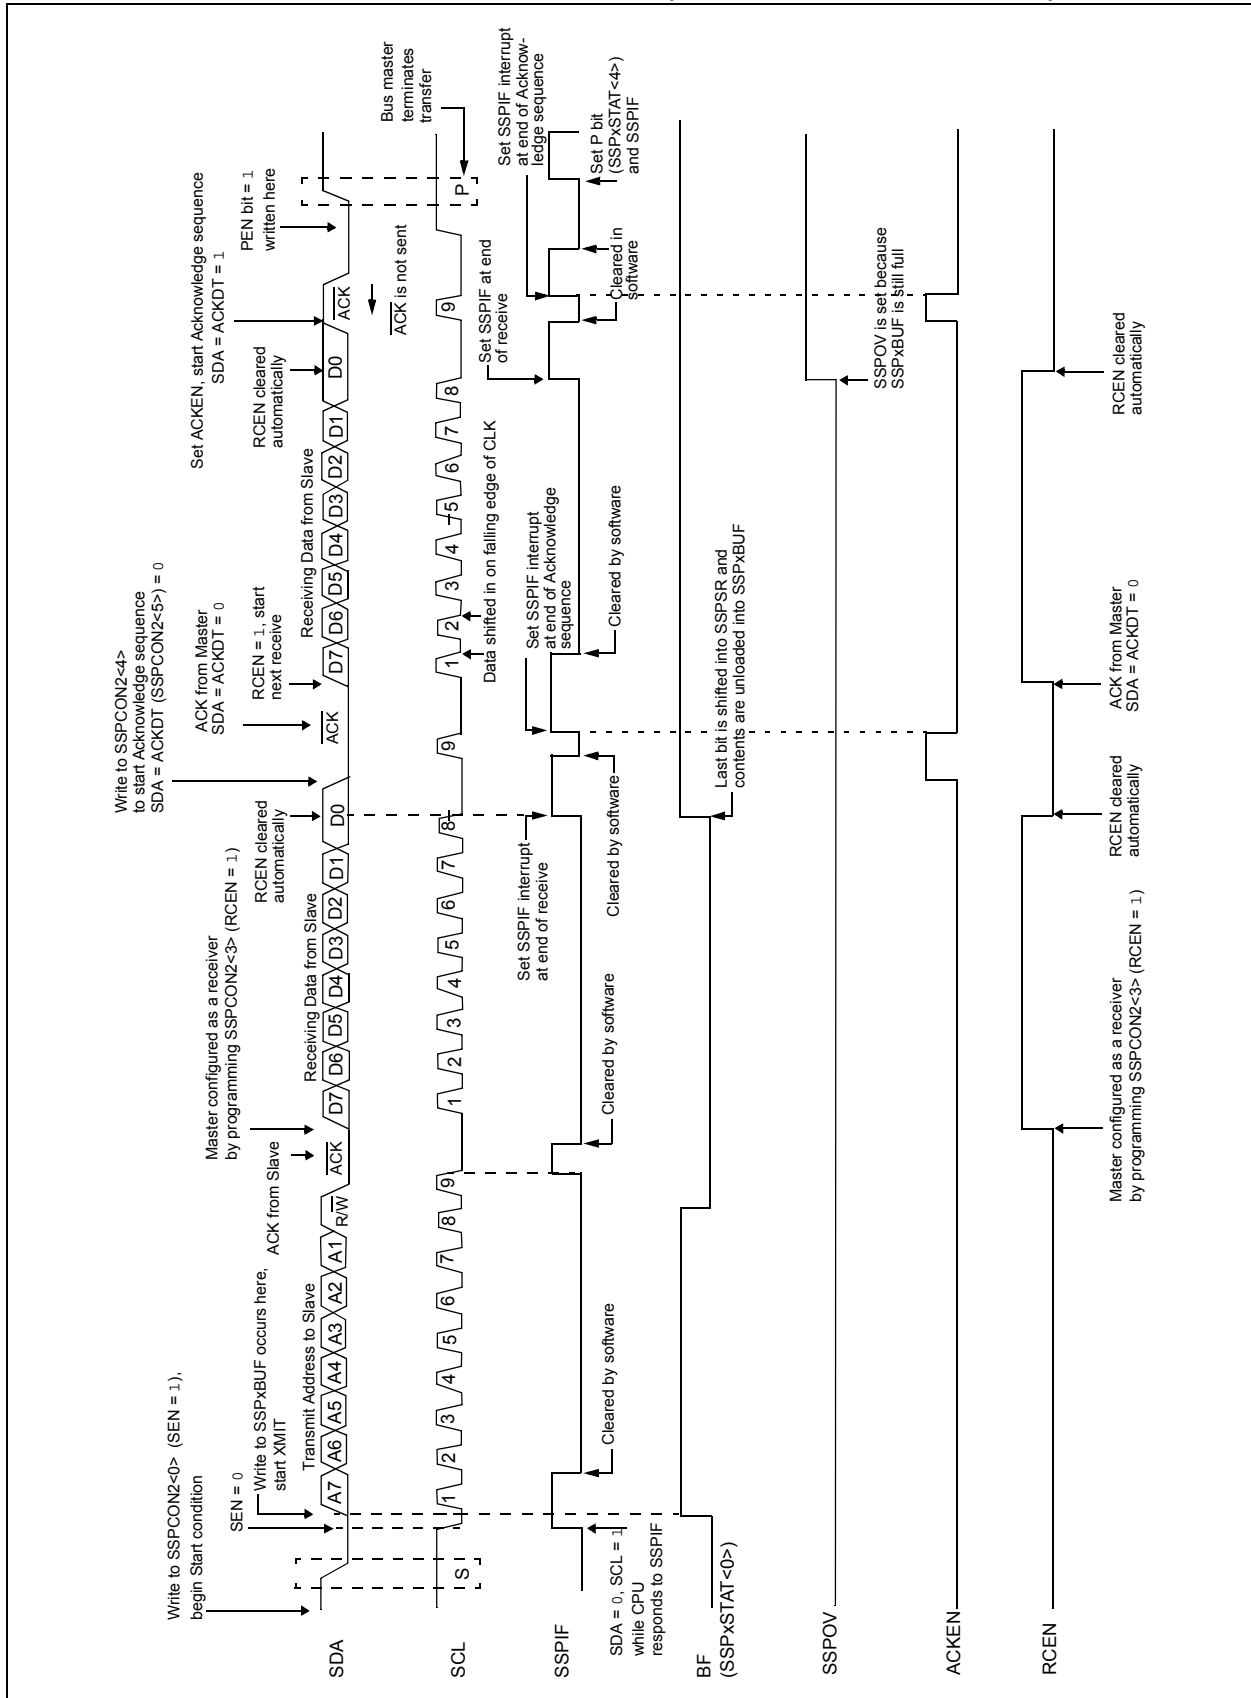 Write to SSPCON2<0> (SEN = 1),
begin Start condition
SEN = 0
Write to SSPxBUF occurs here,
start XMIT
ACK from Slave
Master configured as a receiver
by programming SSPCON2<3> (RCEN = 1)
RCEN cleared
automatically
Write to SSPCON2<4>
to start Acknowledge sequence
SDA = ACKDT (SSPCON2<5>) = 0
ACK from Master
SDA = ACKDT = 0
RCEN = 1, start
next receive
RCEN cleared
automatically
Set ACKEN, start Acknowledge sequence
SDA = ACKDT = 1
PEN bit = 1
written here
Transmit Address to Slave
Receiving Data from Slave
Receiving Data from Slave
SDA
A7 A6 A5 A4 A3 A2 A1 R/W ACK D7 D6 D5 D4 D3 D2 D1 D0 ACK D7 D6 D5 D4 D3 D2 D1 D0 ACK
ACK is not sent
Bus master
terminates
transfer
SCL
S 1 2 3 4 5 6 7 8 9 1 2 3 4 5 6 7 8 9 1 2 3 4 5 6 7 8 9 P
Data shifted in on falling edge of CLK
Set SSPIF interrupt
at end of receive
Set SSPIF interrupt
at end of Acknowledge
sequence
Set SSPIF at end
of receive
Set SSPIF interrupt
at end of Acknow-
ledge sequence
SSPIF
SDA = 0, SCL = 1
while CPU
responds to SSPIF
Cleared by software
Cleared by software
Cleared by software
Cleared by software
Cleared in
software
Set P bit
(SSPxSTAT<4>)
and SSPIF
BF
(SSPxSTAT<0>)
Last bit is shifted into SSPSR and
contents are unloaded into SSPxBUF
SSPOV
SSPOV is set because
SSPxBUF is still full
ACKEN
RCEN
Master configured as a receiver
by programming SSPCON2<3> (RCEN = 1)
RCEN cleared
automatically
ACK from Master
SDA = ACKDT = 0
RCEN cleared
automatically